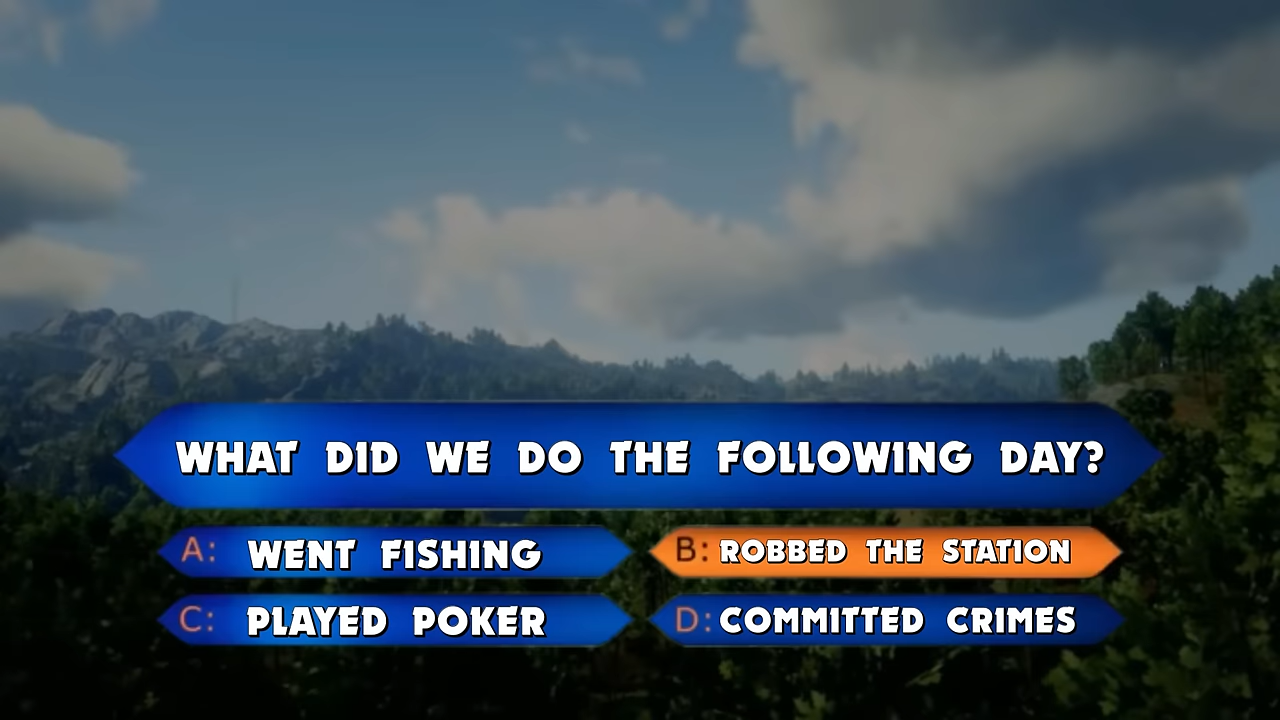 WHAT DID WE DO THE FOLLOWING DAY?
A: WENT FISHING
B: ROBBED THE STATION
C: PLAYED POKER
D: COMMITTED CRIMES